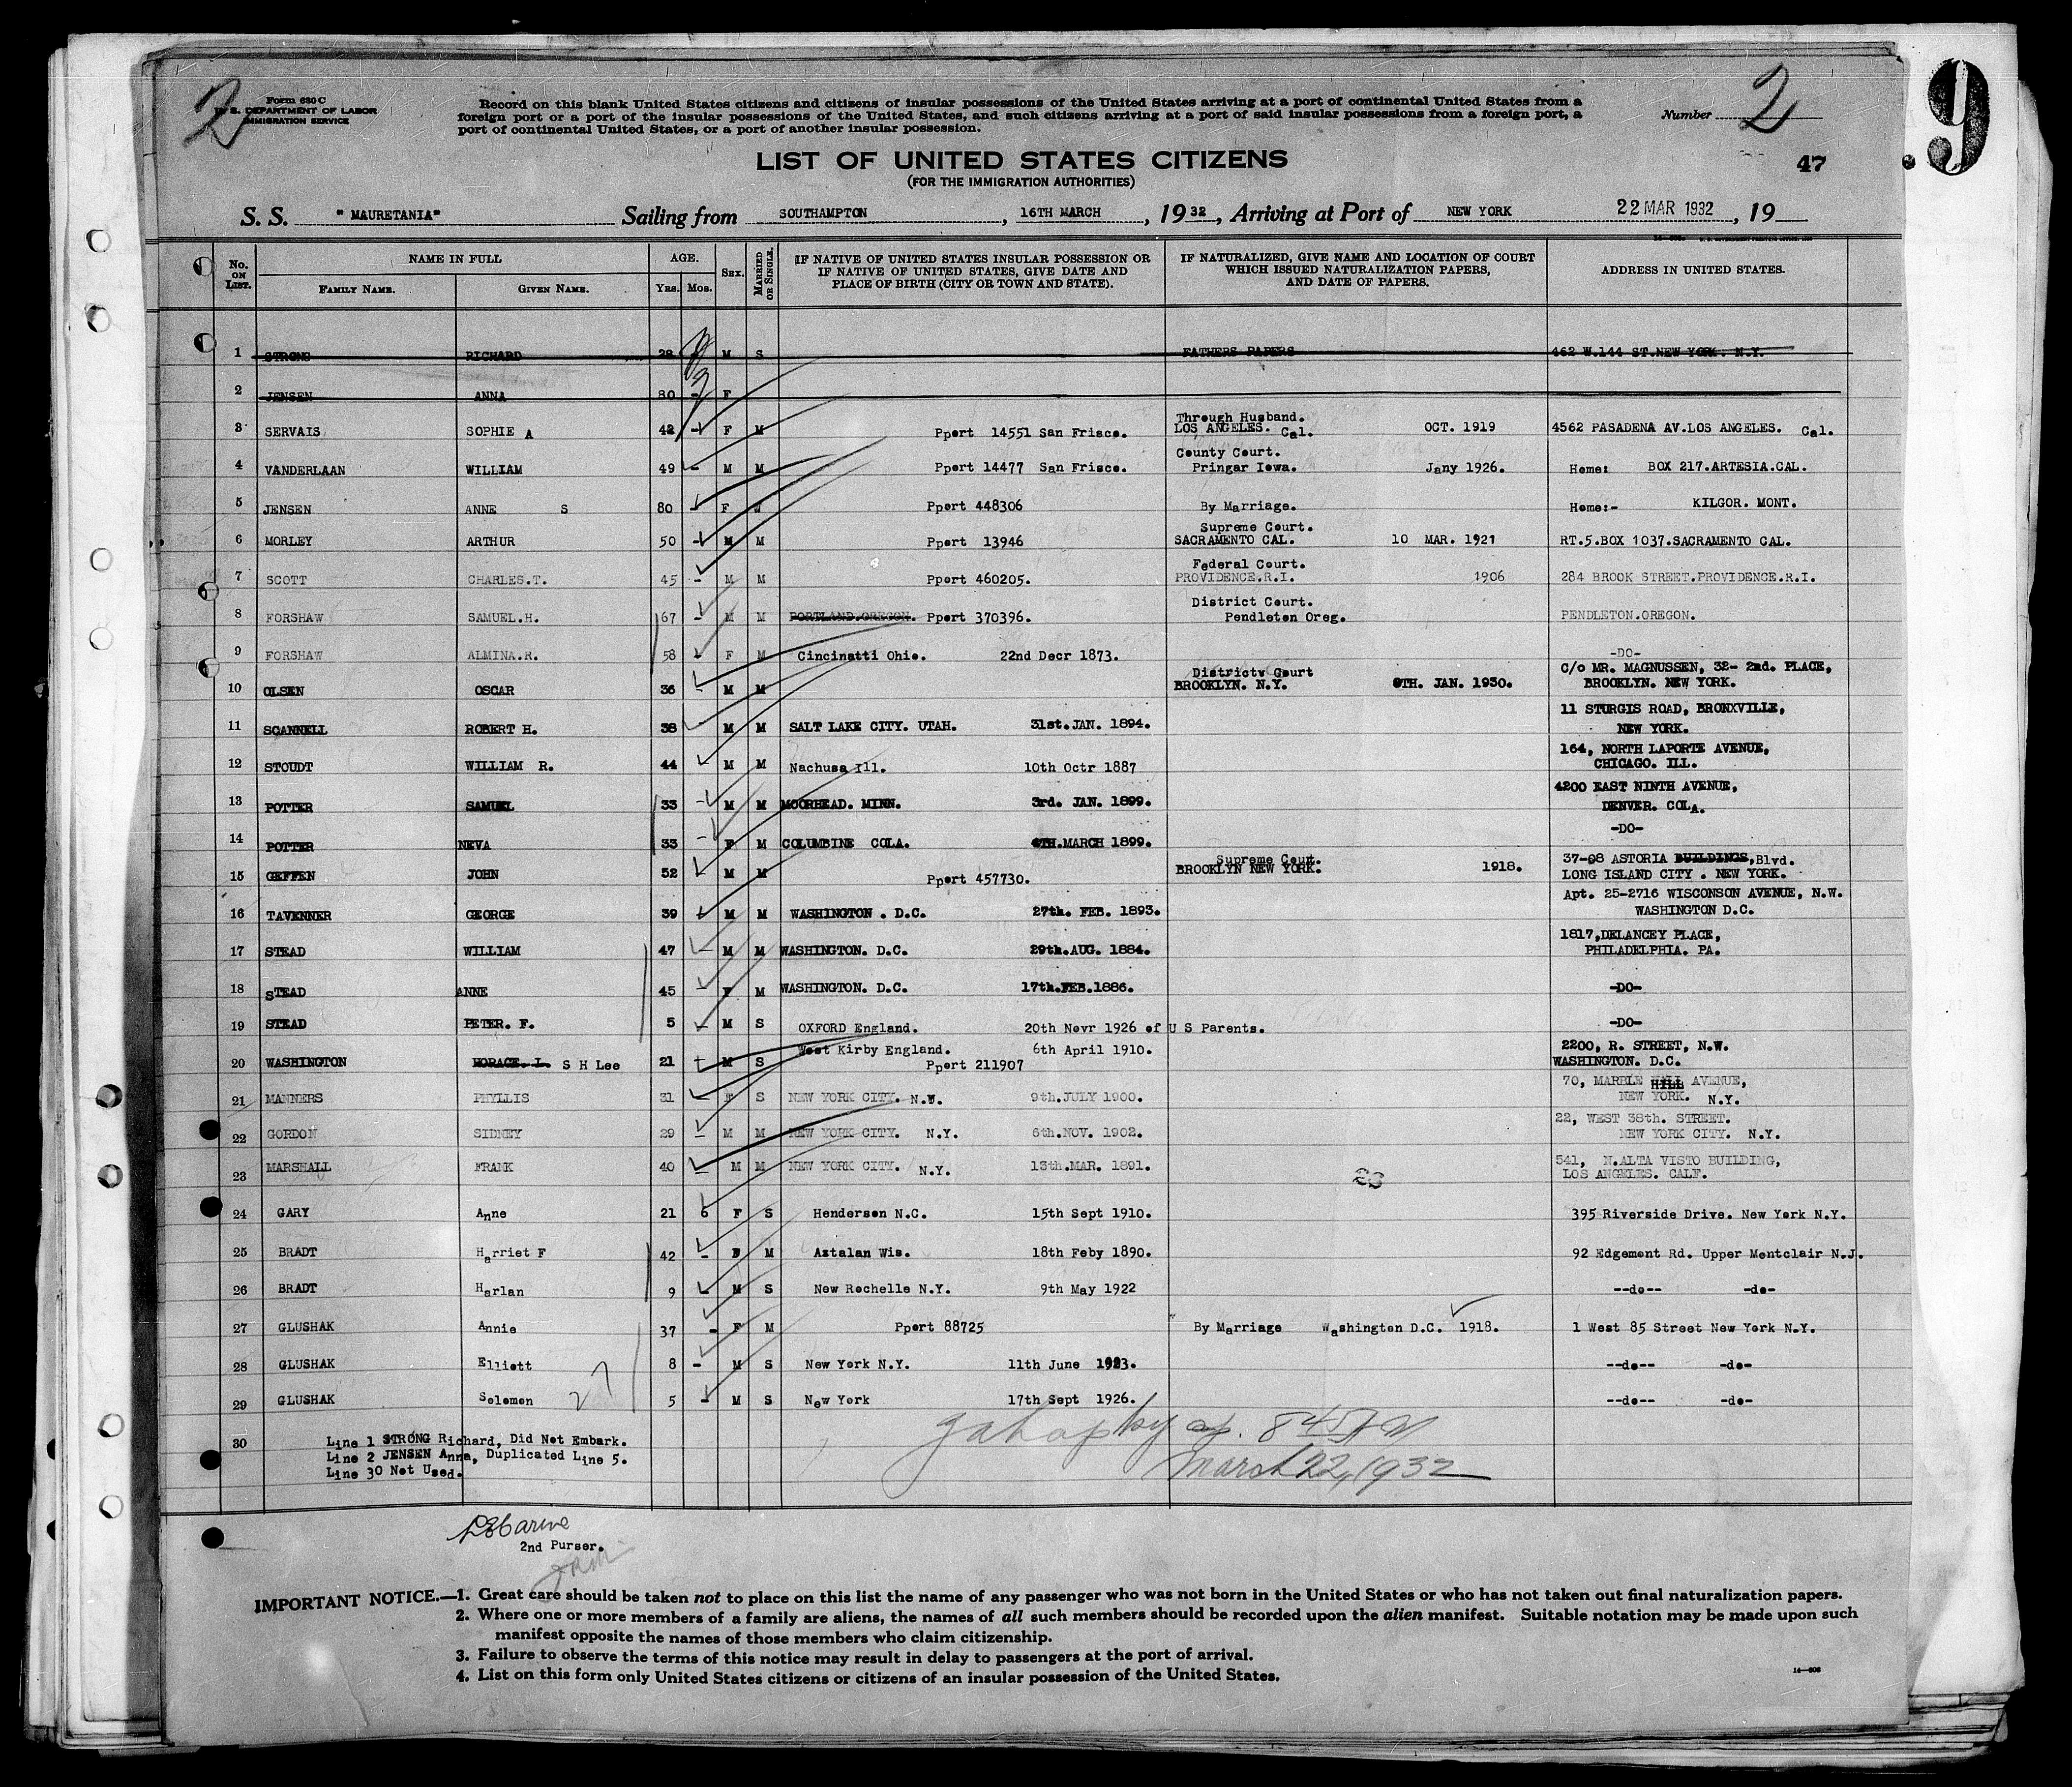 2
Form 630 C
U. S. DEPARTMENT OF LABOR
IMMIGRATION SERVICE
Record on this blank United States citizens and citizens of insular possessions of the United States arriving at a port of continental United States from a
foreign port or a port of the insular possessions of the United States, and such citizens arriving at a port of said insular possessions from a foreign port, a
port of continental United States, or a port of another insular possession.
Number 2
9
LIST OF UNITED STATES CITIZENS
(FOR THE IMMIGRATION AUTHORITIES)
47
S. S. "MAURETANIA" Sailing from SOUTHAMPTON, 16TH MARCH, 1932, Arriving at Port of NEW YORK 22 MAR 1932, 19
No. ON LIST. NAME IN FULL AGE. SEX. MARRIED OR SINGLE. IF NATIVE OF UNITED STATES INSULAR POSSESSION OR IF NATIVE OF UNITED STATES, GIVE DATE AND PLACE OF BIRTH (CITY OR TOWN AND STATE). IF NATURALIZED, GIVE NAME AND LOCATION OF COURT WHICH ISSUED NATURALIZATION PAPERS, AND DATE OF PAPERS. ADDRESS IN UNITED STATES.
FAMILY NAME. GIVEN NAME. YRS. MOS.
1 STRONG RICHARD 28 M S FATHERS PAPERS 462 W.144 ST.NEW YORK. N.Y.
2 JENSEN ANNA 80 - F
Through Husband.
3 SERVAIS SOPHIE A 42 - F M Pport 14551 San Frisco. LOS ANGELES. Cal. OCT. 1919 4562 PASADENA AV.LOS ANGELES. Cal.
County Court.
4 VANDERLAAN WILLIAM 49 - M M Pport 14477 San Frisco. Pringar Iowa. Jany 1926. Home: BOX 217.ARTESIA.CAL.
5 JENSEN ANNE S 80 F W Pport 448306 By Marriage. Home:- KILGOR. MONT.
Supreme Court.
6 MORLEY ARTHUR 50 - M M Pport 13946 SACRAMENTO CAL. 10 MAR. 1921 RT.5.BOX 1037.SACRAMENTO CAL.
Federal Court.
7 SCOTT CHARLES.T. 45 - M M Pport 460205. PROVIDENCE.R.I. 1906 284 BROOK STREET.PROVIDENCE.R.I.
District Court.
8 FORSHAW SAMUEL.H. 67 - M M PORTLAND.OREGON. Pport 370396. Pendleton Oreg. PENDLETON.OREGON.
9 FORSHAW ALMINA.R. 58 - F M Cincinatti Ohio. 22nd Decr 1873. -DO-
District Court C/o MR. MAGNUSSEN, 32- 2nd. PLACE,
10 OLSEN OSCAR 36 - M M BROOKLYN. N.Y. 8TH. JAN. 1930. BROOKLYN. NEW YORK.
11 STURGIS ROAD, BRONXVILLE,
11 SCANNELL ROBERT H. 38 M M SALT LAKE CITY. UTAH. 31st.JAN. 1894. NEW YORK.
164, NORTH LAPORTE AVENUE,
12 STOUDT WILLIAM R. 44 M M Nachusa Ill. 10th Octr 1887 CHICAGO. ILL.
4200 EAST NINTH AVENUE,
13 POTTER SAMUEL 33 - M M MOORHEAD. MINN. 3rd. JAN. 1899. DENVER. COLA.
14 POTTER NEVA 33 - F M COLUMBINE COLA. 4TH.MARCH 1899. -DO-
Supreme Court. 37-08 ASTORIA BUILDINGS, Blvd.
15 GEFFEN JOHN 52 M M Pport 457730. BROOKLYN NEW YORK. 1918. LONG ISLAND CITY . NEW YORK.
Apt. 25-2716 WISCONSON AVENUE, N.W.
16 TAVENNER GEORGE 39 M M WASHINGTON . D.C. 27th. FEB. 1893. WASHINGTON D.C.
1817,DELANCEY PLACE,
17 STEAD WILLIAM 47 M M WASHINGTON. D.C. 29th.AUG. 1884. PHILADELPHIA. PA.
18 STEAD ANNE 45 F M WASHINGTON. D.C. 17th.FEB.1886. -DO-
19 STEAD PETER. F. 5 M S OXFORD England. 20th Novr 1926 of U S Parents. -DO-
West Kirby England. 6th April 1910. 2200, R. STREET, N.W.
20 WASHINGTON HORACE. L. S H Lee 21 M S Pport 211907 WASHINGTON. D.C.
70, MARBLE HILL AVENUE,
21 MANNERS PHYLLIS 31 F S NEW YORK CITY. N.Y. 9th.JULY 1900. NEW YORK. N.Y.
22, WEST 38th. STREET.
22 GORDON SIDNEY 29 M M NEW YORK CITY. N.Y. 6th.NOV. 1902. NEW YORK CITY. N.Y.
541, N.ALTA VISTO BUILDING,
23 MARSHALL FRANK 40 M M NEW YORK CITY. N.Y. 13th.MAR. 1891. LOS ANGELES. CALF.
24 GARY Anne 21 6 F S Henderson N.C. 15th Sept 1910. 395 Riverside Drive. New York N.Y.
25 BRADT Harriet F 42 - F M Aztalan Wis. 18th Feby 1890. 92 Edgemont Rd. Upper Montclair N.J.
26 BRADT Harlan 9 - M S New Rochelle N.Y. 9th May 1922 --do-- -do-
27 GLUSHAK Annie 37 - F M Pport 88725 By Marriage Washington D.C. 1918. 1 West 85 Street New York N.Y.
28 GLUSHAK Elliott 8 - M S New York N.Y. 11th June 1923. --do-- -do-
29 GLUSHAK Solomon 27 5 - M S New York 17th Sept 1926. --do-- -do-
30 Line 1 STRONG Richard, Did Not Embark.
Line 2 JENSEN Anna, Duplicated Line 5.
Line 30 Not Used.
8 45 AM
March 22, 1932
2nd Purser.
IMPORTANT NOTICE.—1. Great care should be taken not to place on this list the name of any passenger who was not born in the United States or who has not taken out final naturalization papers.
2. Where one or more members of a family are aliens, the names of all such members should be recorded upon the alien manifest. Suitable notation may be made upon such
manifest opposite the names of those members who claim citizenship.
3. Failure to observe the terms of this notice may result in delay to passengers at the port of arrival.
4. List on this form only United States citizens or citizens of an insular possession of the United States.